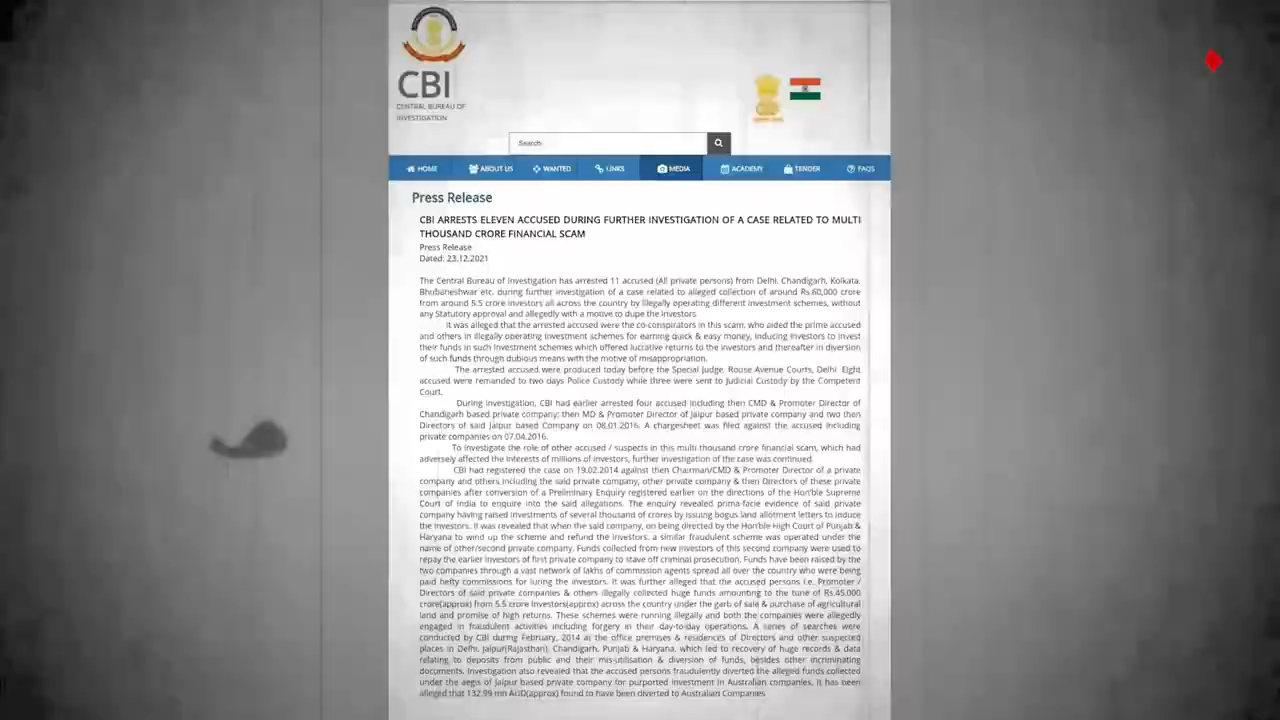 CBI
CENTRAL BUREAU OF
INVESTIGATION
Search
HOME ABOUT US WANTED LINKS MEDIA ACADEMY TENDER FAQS
Press Release
CBI ARRESTS ELEVEN ACCUSED DURING FURTHER INVESTIGATION OF A CASE RELATED TO MULTI
THOUSAND CRORE FINANCIAL SCAM
Press Release
Dated: 23.12.2021
The Central Bureau of Investigation has arrested 11 accused (All private persons) from Delhi, Chandigarh, Kolkata,
Bhubaneshwar etc. during further investigation of a case related to alleged collection of around Rs.60,000 crore
from around 5.5 crore investors all across the country by illegally operating different investment schemes, without
any Statutory approval and allegedly with a motive to dupe the investors.
It was alleged that the arrested accused were the co-conspirators in this scam, who aided the prime accused
and others in illegally operating investment schemes for earning quick & easy money, inducing investors to invest
their funds in such investment schemes which offered lucrative returns to the investors and thereafter in diversion
of such funds through dubious means with the motive of misappropriation.
The arrested accused were produced today before the Special Judge, Rouse Avenue Courts, Delhi. Eight
accused were remanded to two days Police Custody while three were sent to Judicial Custody by the Competent
Court.
During investigation, CBI had earlier arrested four accused including then CMD & Promoter Director of
Chandigarh based private company; then MD & Promoter Director of Jaipur based private company and two then
Directors of said Jaipur based Company on 08.01.2016. A chargesheet was filed against the accused including
private companies on 07.04.2016.
To investigate the role of other accused / suspects in this multi thousand crore financial scam, which had
adversely affected the interests of millions of investors, further investigation of the case was continued.
CBI had registered the case on 19.02.2014 against then Chairman/CMD & Promoter Director of a private
company and others including the said private company, other private company & then Directors of these private
companies after conversion of a Preliminary Enquiry registered earlier on the directions of the Hon'ble Supreme
Court of India to enquire into the said allegations. The enquiry revealed prima-facie evidence of said private
company having raised investments of several thousand of crores by issuing bogus land allotment letters to induce
the investors. It was revealed that when the said company, on being directed by the Hon'ble High Court of Punjab &
Haryana to wind up the scheme and refund the investors, a similar fraudulent scheme was operated under the
name of other/second private company. Funds collected from new investors of this second company were used to
repay the earlier investors of first private company to stave off criminal prosecution. Funds have been raised by the
two companies through a vast network of lakhs of commission agents spread all over the country who were being
paid hefty commissions for luring the investors. It was further alleged that the accused persons i.e. Promoter /
Directors of said private companies & others illegally collected huge funds amounting to the tune of Rs.45,000
crore(approx) from 5.5 crore Investors(approx) across the country under the garb of sale & purchase of agricultural
land and promise of high returns. These schemes were running illegally and both the companies were allegedly
engaged in fraudulent activities including forgery in their day-to-day operations. A series of searches were
conducted by CBI during February, 2014 at the office premises & residences of Directors and other suspected
places in Delhi, Jaipur(Rajasthan), Chandigarh, Punjab & Haryana, which led to recovery of huge records & data
relating to deposits from public and their mis-utilisation & diversion of funds, besides other incriminating
documents. Investigation also revealed that the accused persons fraudulently diverted the alleged funds collected
under the aegis of Jaipur based private company for purported investment in Australian companies. It has been
alleged that 132.99 mn AUD(approx) found to have been diverted to Australian Companies